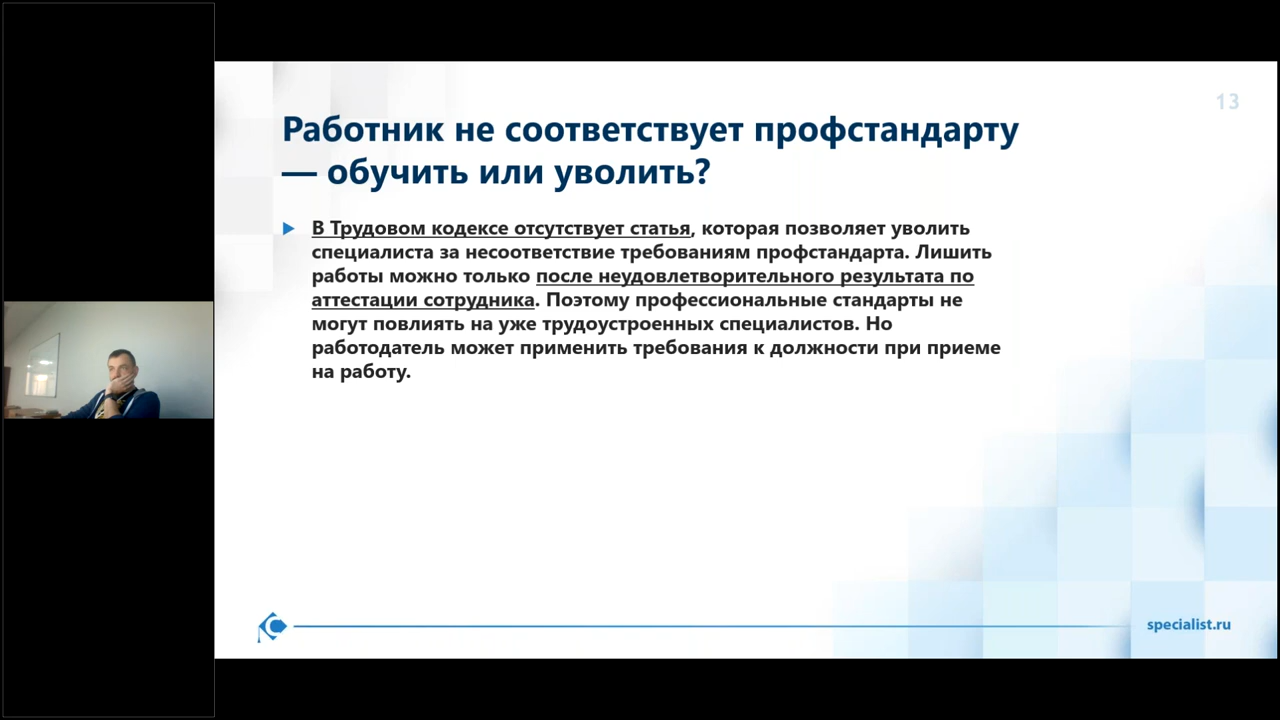 13
Работник не соответствует профстандарту
— обучить или уволить?
В Трудовом кодексе отсутствует статья, которая позволяет уволить
специалиста за несоответствие требованиям профстандарта. Лишить
работы можно только после неудовлетворительного результата по
аттестации сотрудника. Поэтому профессиональные стандарты не
могут повлиять на уже трудоустроенных специалистов. Но
работодатель может применить требования к должности при приеме
на работу.
specialist.ru